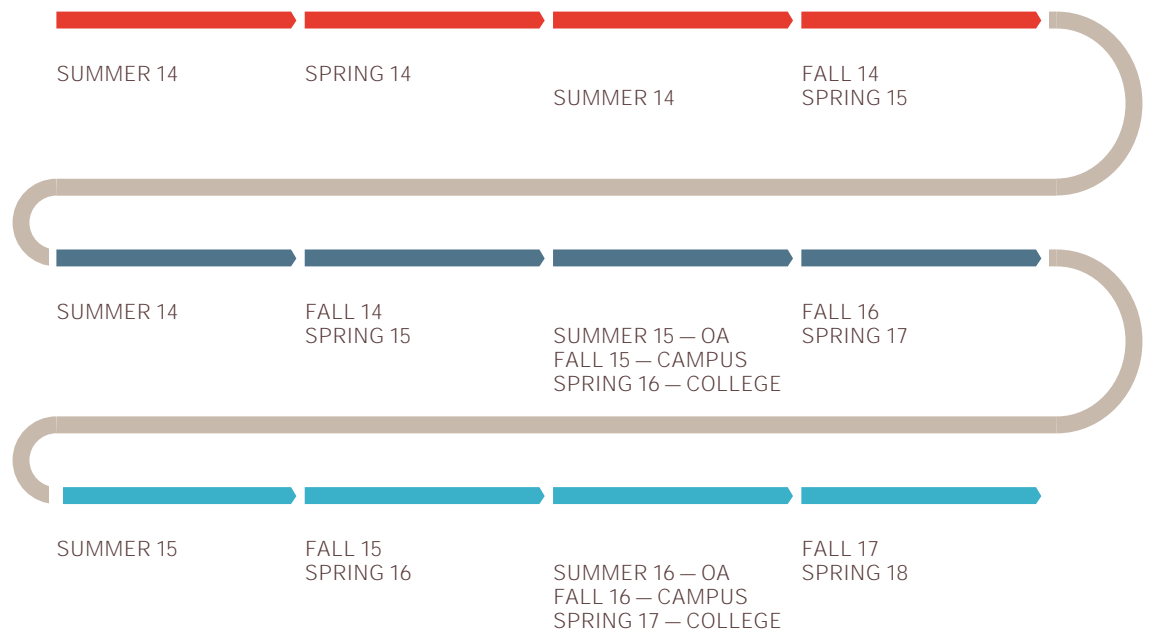 SUMMER 14
SPRING 14
SUMMER 14
FALL 14
SPRING 15
SUMMER 14
FALL 14
SPRING 15
SUMMER 15 — OA
FALL 15 — CAMPUS
SPRING 16 — COLLEGE
FALL 16
SPRING 17
SUMMER 15
FALL 15
SPRING 16
SUMMER 16 — OA
FALL 16 — CAMPUS
SPRING 17 — COLLEGE
FALL 17
SPRING 18